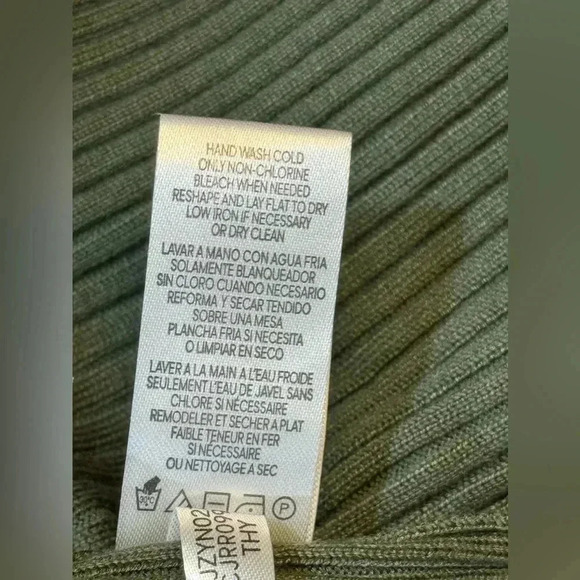 HAND WASH COLD
ONLY NON-CHLORINE
BLEACH WHEN NEEDED
RESHAPE AND LAY FLAT TO DRY
LOW IRON IF NECESSARY
OR DRY CLEAN
LAVAR A MANO CON AGUA FRIA
SOLAMENTE BLANQUEADOR
SIN CLORO CUANDO NECESARIO
REFORMA Y SECAR TENDIDO
SOBRE UNA MESA
PLANCHA FRIA SI NECESITA
O LIMPIAR EN SECO
LAVER A LA MAIN A L'EAU FROIDE
SEULEMENT L'EAU DE JAVEL SANS
CHLORE SI NÉCESSAIRE
REMODELER ET SECHER A PLAT
FAIBLE TENEUR EN FER
SI NÉCESSAIRE
OU NETTOYAGE A SEC
30°C
P
JZYN02
CJRR090
THY